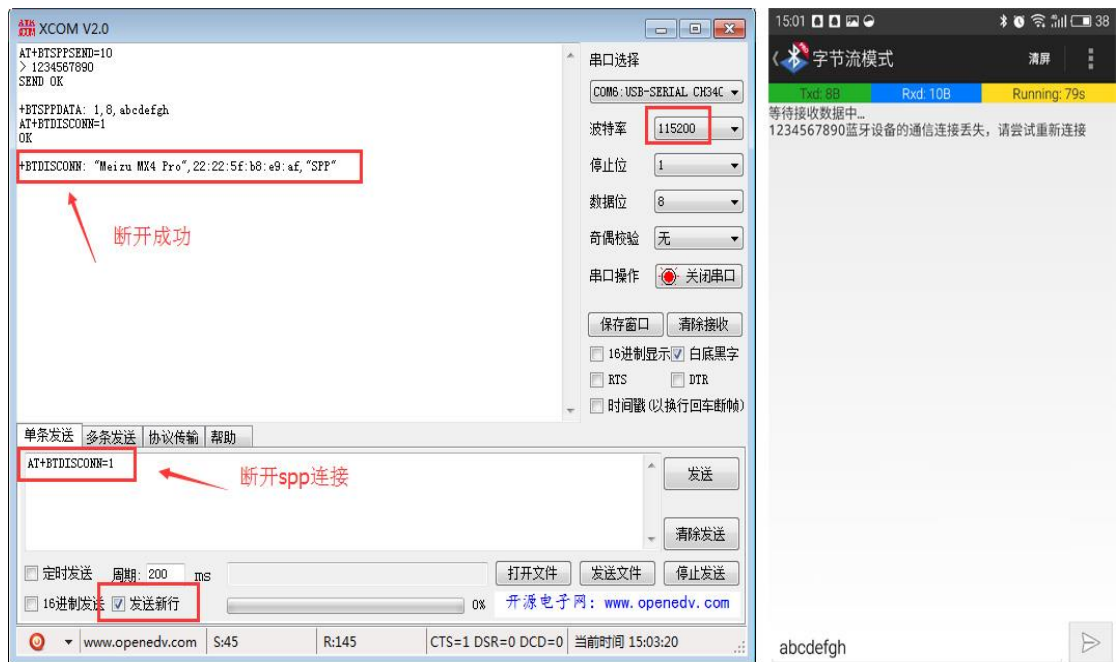 XCOM V2.0
AT+BTSPPSEND=10
> 1234567890
SEND OK
+BTSPPDATA: 1,8,abcdefgh
AT+BTDISCONN=1
OK
+BTDISCONN: "Meizu MX4 Pro",22:22:5f:b8:e9:af,"SPP"
断开成功
串口选择
COM6:USB-SERIAL CH34C
波特率 115200
停止位 1
数据位 8
奇偶校验 无
串口操作 关闭串口
保存窗口 清除接收
16进制显示 白底黑字
RTS DTR
时间戳(以换行回车断帧)
单条发送 多条发送 协议传输 帮助
AT+BTDISCONN=1
断开spp连接
发送
清除发送
定时发送 周期: 200 ms 打开文件 发送文件 停止发送
16进制发送 发送新行 0% 开源电子网: www.openedv.com
www.openedv.com S:45 R:145 CTS=1 DSR=0 DCD=0 当前时间 15:03:20
15:01 38
字节流模式 清屏
Txd: 8B Rxd: 10B Running: 79s
等待接收数据中...
1234567890蓝牙设备的通信连接丢失，请尝试重新连接
abcdefgh